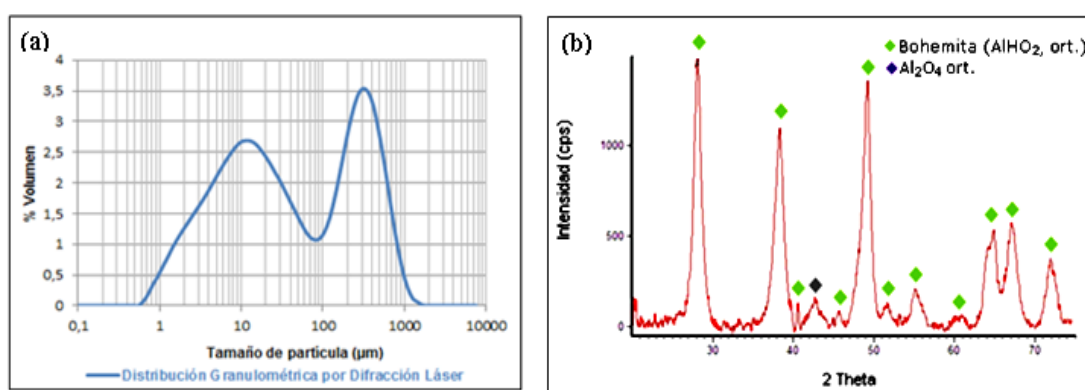 (a)
4
3,5
3
2,5
2
1,5
1
0,5
0
% Volumen
0,1 1 10 100 1000 10000
Tamaño de particula (µm)
Distribución Granulométrica por Difracción Láser
(b)
Bohemita (AlHO₂, ort.)
Al₂O₄ ort.
1000
500
0
Intensidad (cps)
30 40 50 60 70
2 Theta